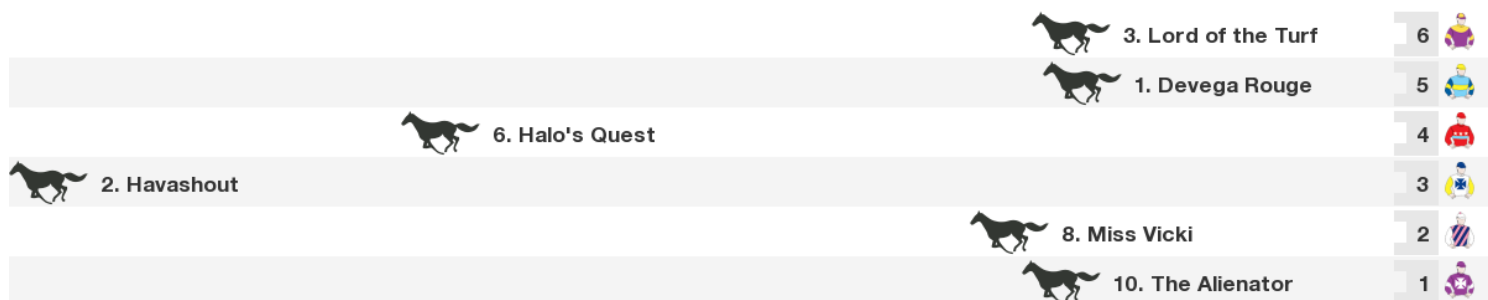 3. Lord of the Turf 6
1. Devega Rouge 5
6. Halo's Quest 4
2. Havashout 3
8. Miss Vicki 2
10. The Alienator 1